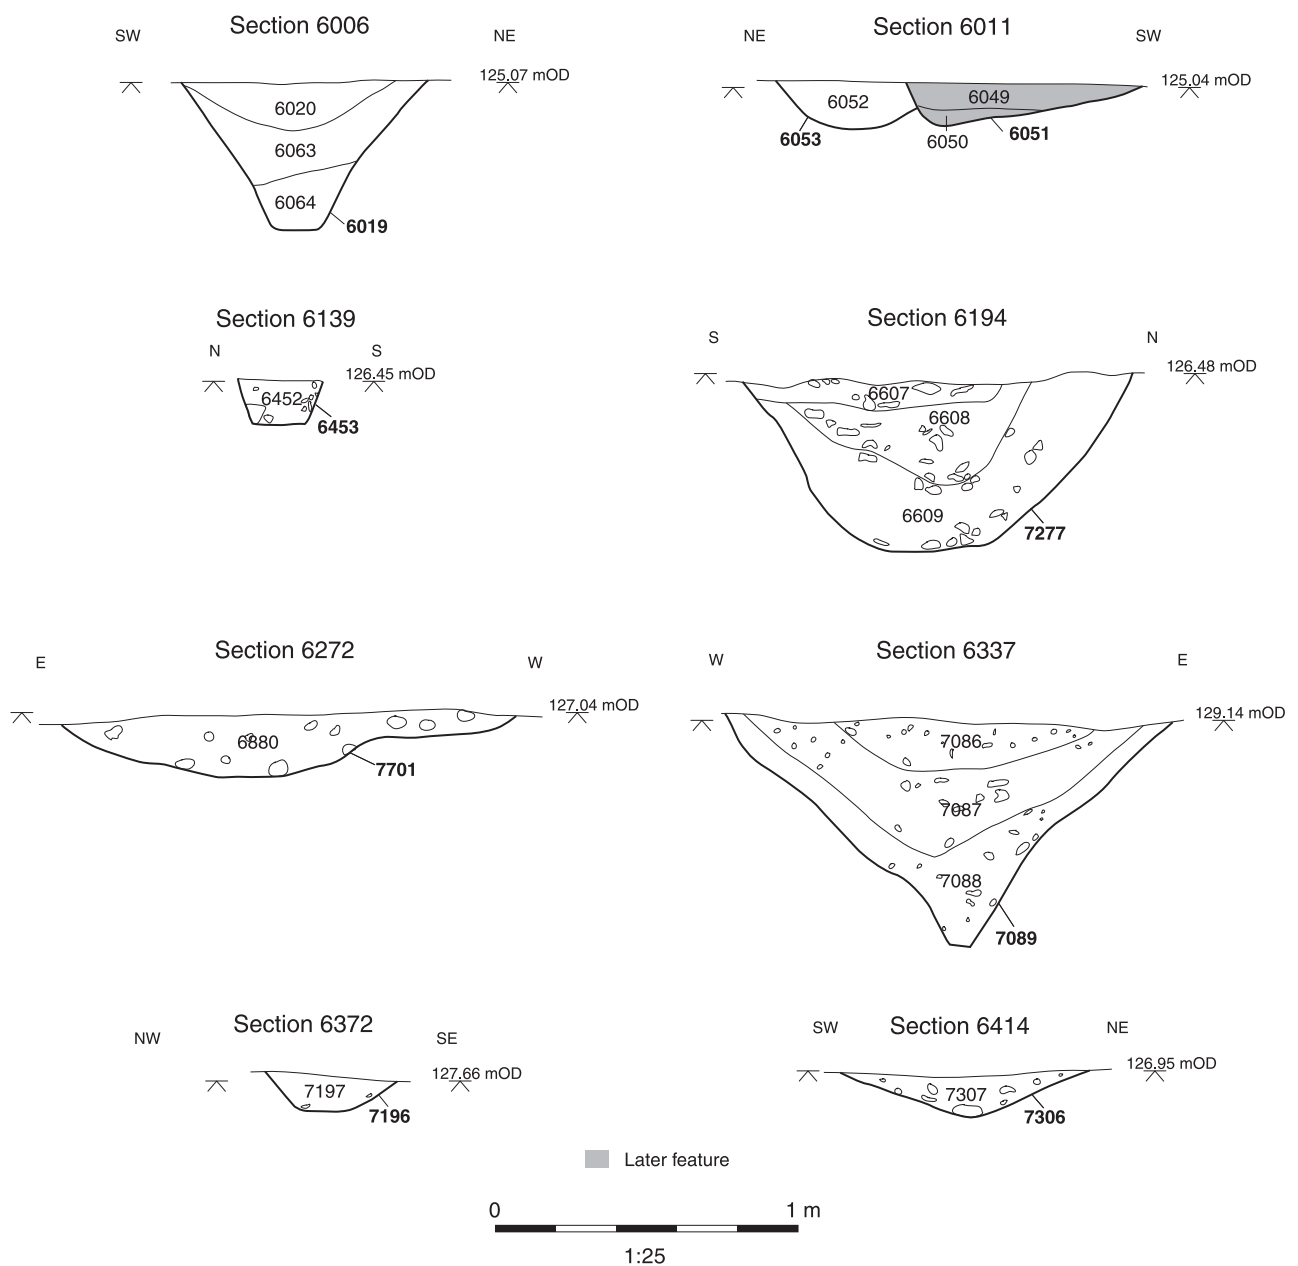 Section 6006
SW
NE
125.07 mOD
6020
6063
6064
6019
Section 6011
NE
SW
125.04 mOD
6052
6049
6053
6050
6051
Section 6139
N
S
126.45 mOD
6452
6453
Section 6194
S
N
126.48 mOD
6607
6608
6609
7277
Section 6272
E
W
127.04 mOD
6880
7701
Section 6337
W
E
129.14 mOD
7086
7087
7088
7089
Section 6372
NW
SE
127.66 mOD
7197
7196
Section 6414
SW
NE
126.95 mOD
7307
7306
Later feature
0
1 m
1:25